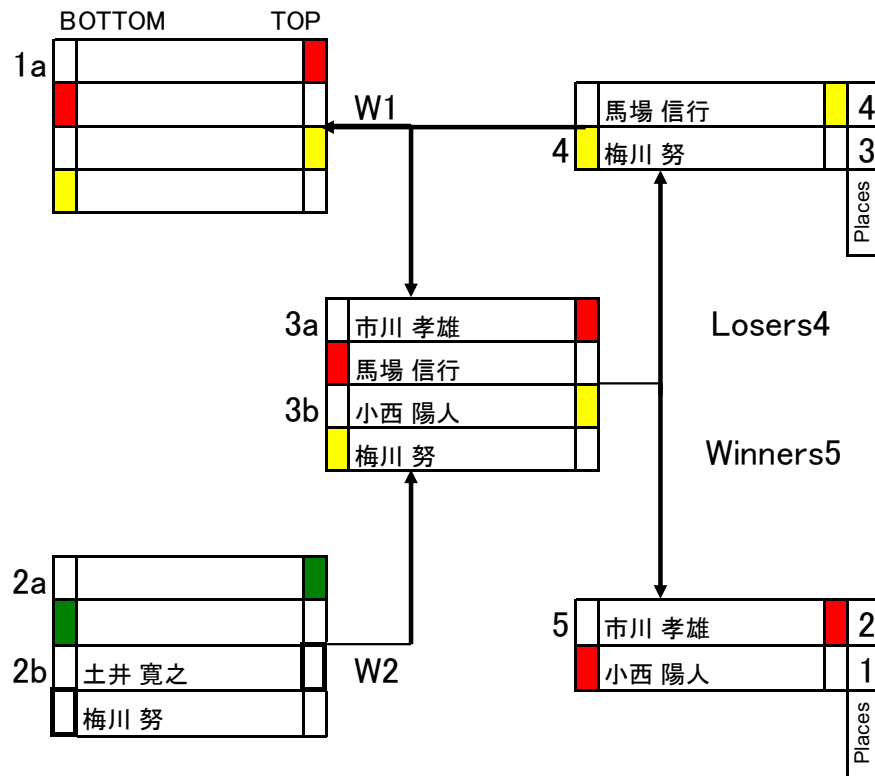 BOTTOM TOP
1a
W1
馬場 信行 4
4 梅川 努 3
Places
3a 市川 孝雄
馬場 信行
3b 小西 陽人
梅川 努
Losers4
Winners5
2a
2b 土井 寛之
梅川 努
W2
5 市川 孝雄 2
小西 陽人 1
Places